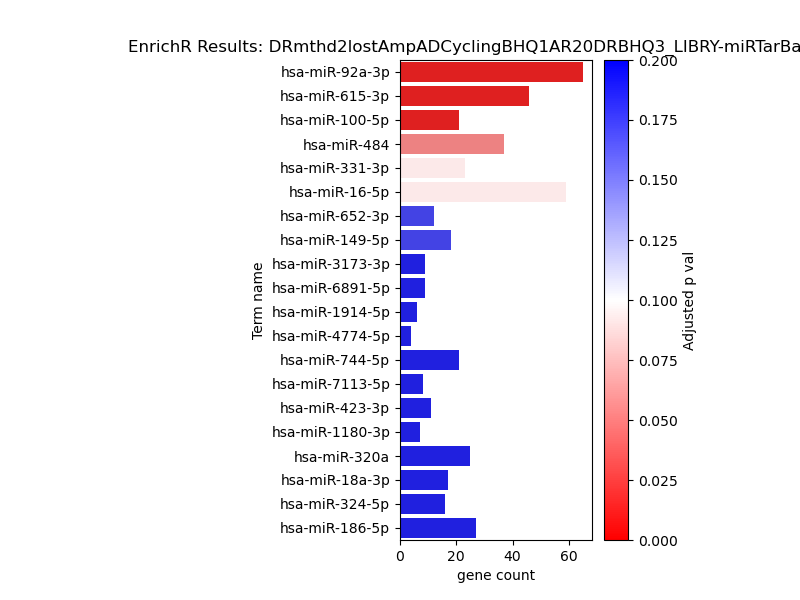 EnrichR Results: DRmthd2lostAmpADCyclingBHQ1AR20DRBHQ3_LIBRY-miRTarBa
hsa-miR-92a-3p
hsa-miR-615-3p
hsa-miR-100-5p
hsa-miR-484
hsa-miR-331-3p
hsa-miR-16-5p
hsa-miR-652-3p
hsa-miR-149-5p
hsa-miR-3173-3p
hsa-miR-6891-5p
hsa-miR-1914-5p
hsa-miR-4774-5p
hsa-miR-744-5p
hsa-miR-7113-5p
hsa-miR-423-3p
hsa-miR-1180-3p
hsa-miR-320a
hsa-miR-18a-3p
hsa-miR-324-5p
hsa-miR-186-5p
Term name
0 20 40 60
gene count
0.200
0.175
0.150
0.125
0.100
0.075
0.050
0.025
0.000
Adjusted p val